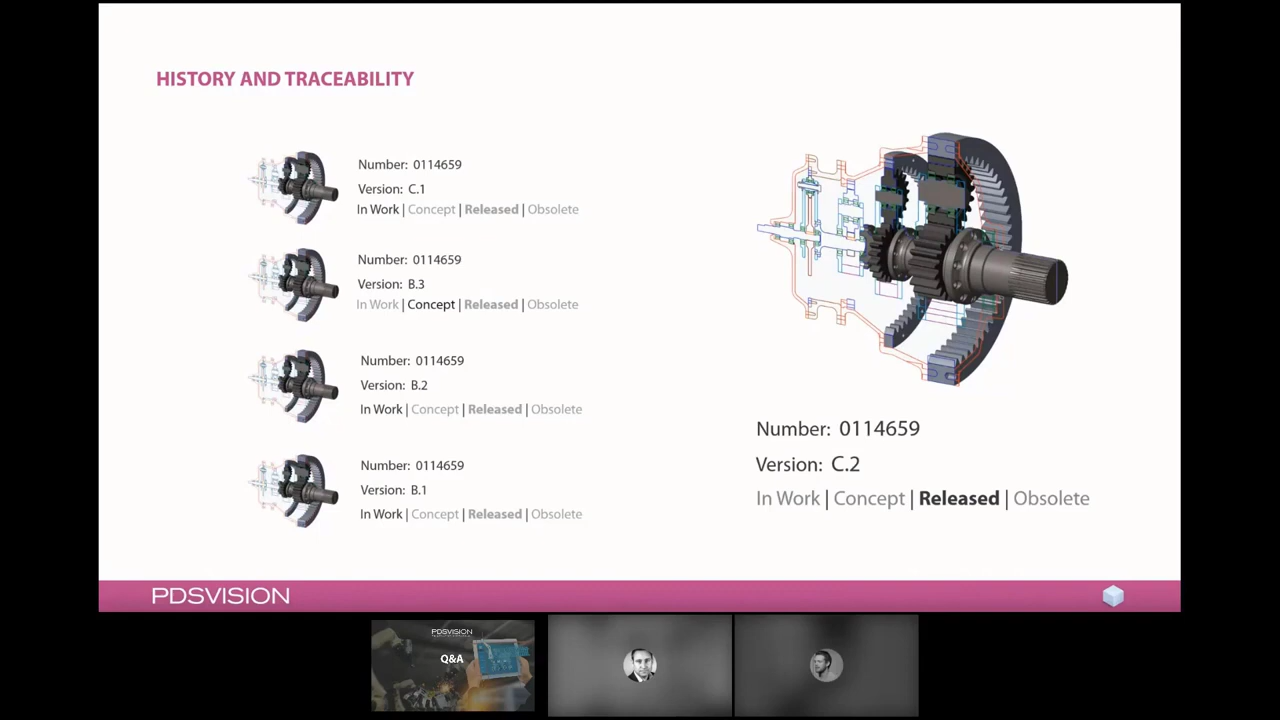 HISTORY AND TRACEABILITY
Number: 0114659
Version: C.1
In Work | Concept | Released | Obsolete
Number: 0114659
Version: B.3
In Work | Concept | Released | Obsolete
Number: 0114659
Version: B.2
In Work | Concept | Released | Obsolete
Number: 0114659
Version: B.1
In Work | Concept | Released | Obsolete
Number: 0114659
Version: C.2
In Work | Concept | Released | Obsolete
PDSVISION
PDSVISION
Q&A